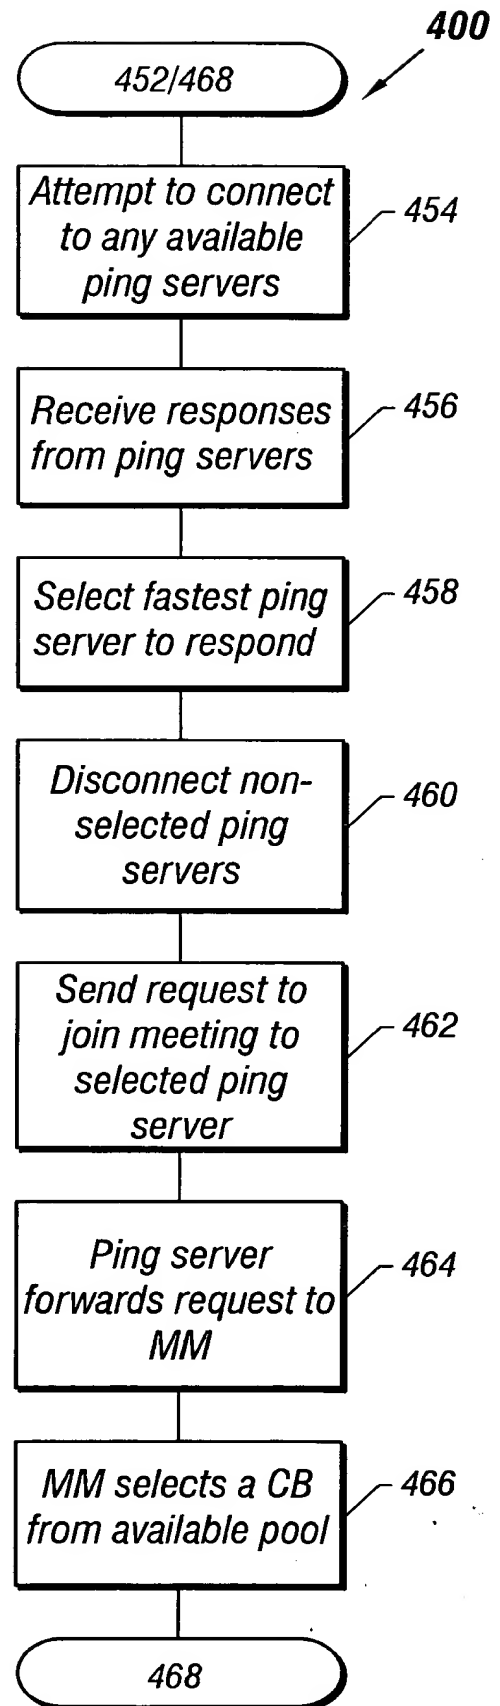 400
452/468
Attempt to connect
to any available
ping servers
454
Receive responses
from ping servers
456
Select fastest ping
server to respond
458
Disconnect non-
selected ping
servers
460
Send request to
join meeting to
selected ping
server
462
Ping server
forwards request to
MM
464
MM selects a CB
from available pool
466
468